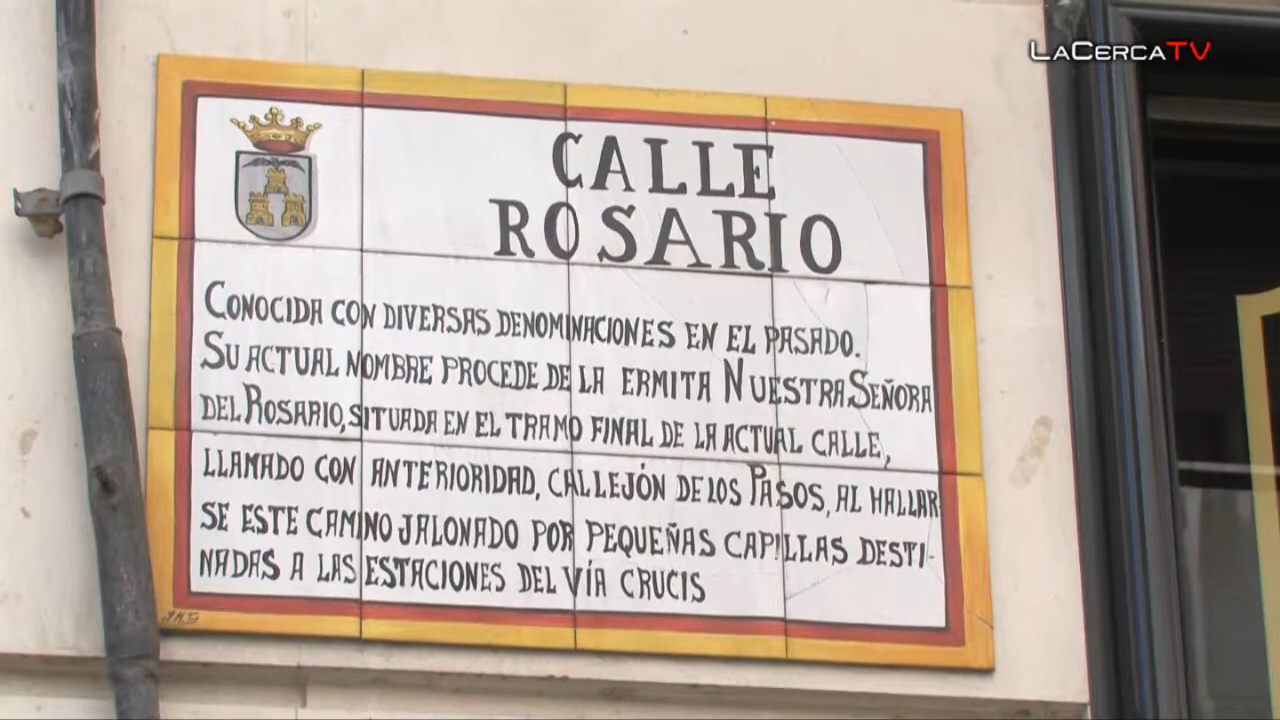 LACERCATV
CALLE
ROSARIO
CONOCIDA CON DIVERSAS DENOMINACIONES EN EL PASADO.
SU ACTUAL NOMBRE PROCEDE DE LA ERMITA NUESTRA SEÑORA
DEL ROSARIO, SITUADA EN EL TRAMO FINAL DE LA ACTUAL CALLE,
LLAMADO CON ANTERIORIDAD, CALLEJÓN DE LOS PASOS, AL HALLAR
SE ESTE CAMINO JALONADO POR PEQUEÑAS CAPILLAS DESTI-
NADAS A LAS ESTACIONES DEL VÍA CRUCIS